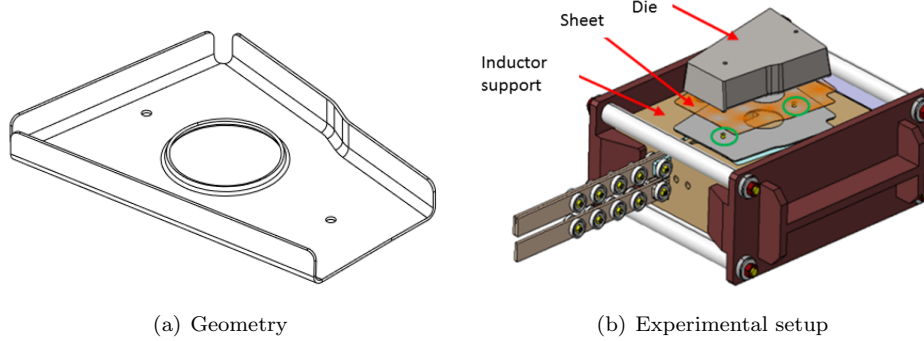 Die
Sheet
Inductor
support
(a) Geometry
(b) Experimental setup